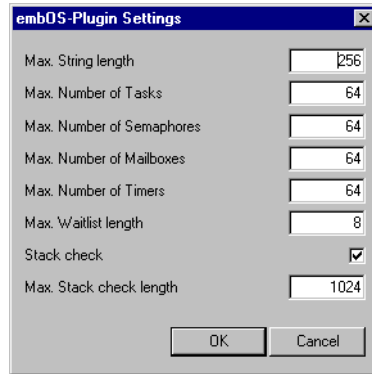 embOS-Plugin Settings
Max. String length 256
Max. Number of Tasks 64
Max. Number of Semaphores 64
Max. Number of Mailboxes 64
Max. Number of Timers 64
Max. Waitlist length 8
Stack check
Max. Stack check length 1024
OK Cancel